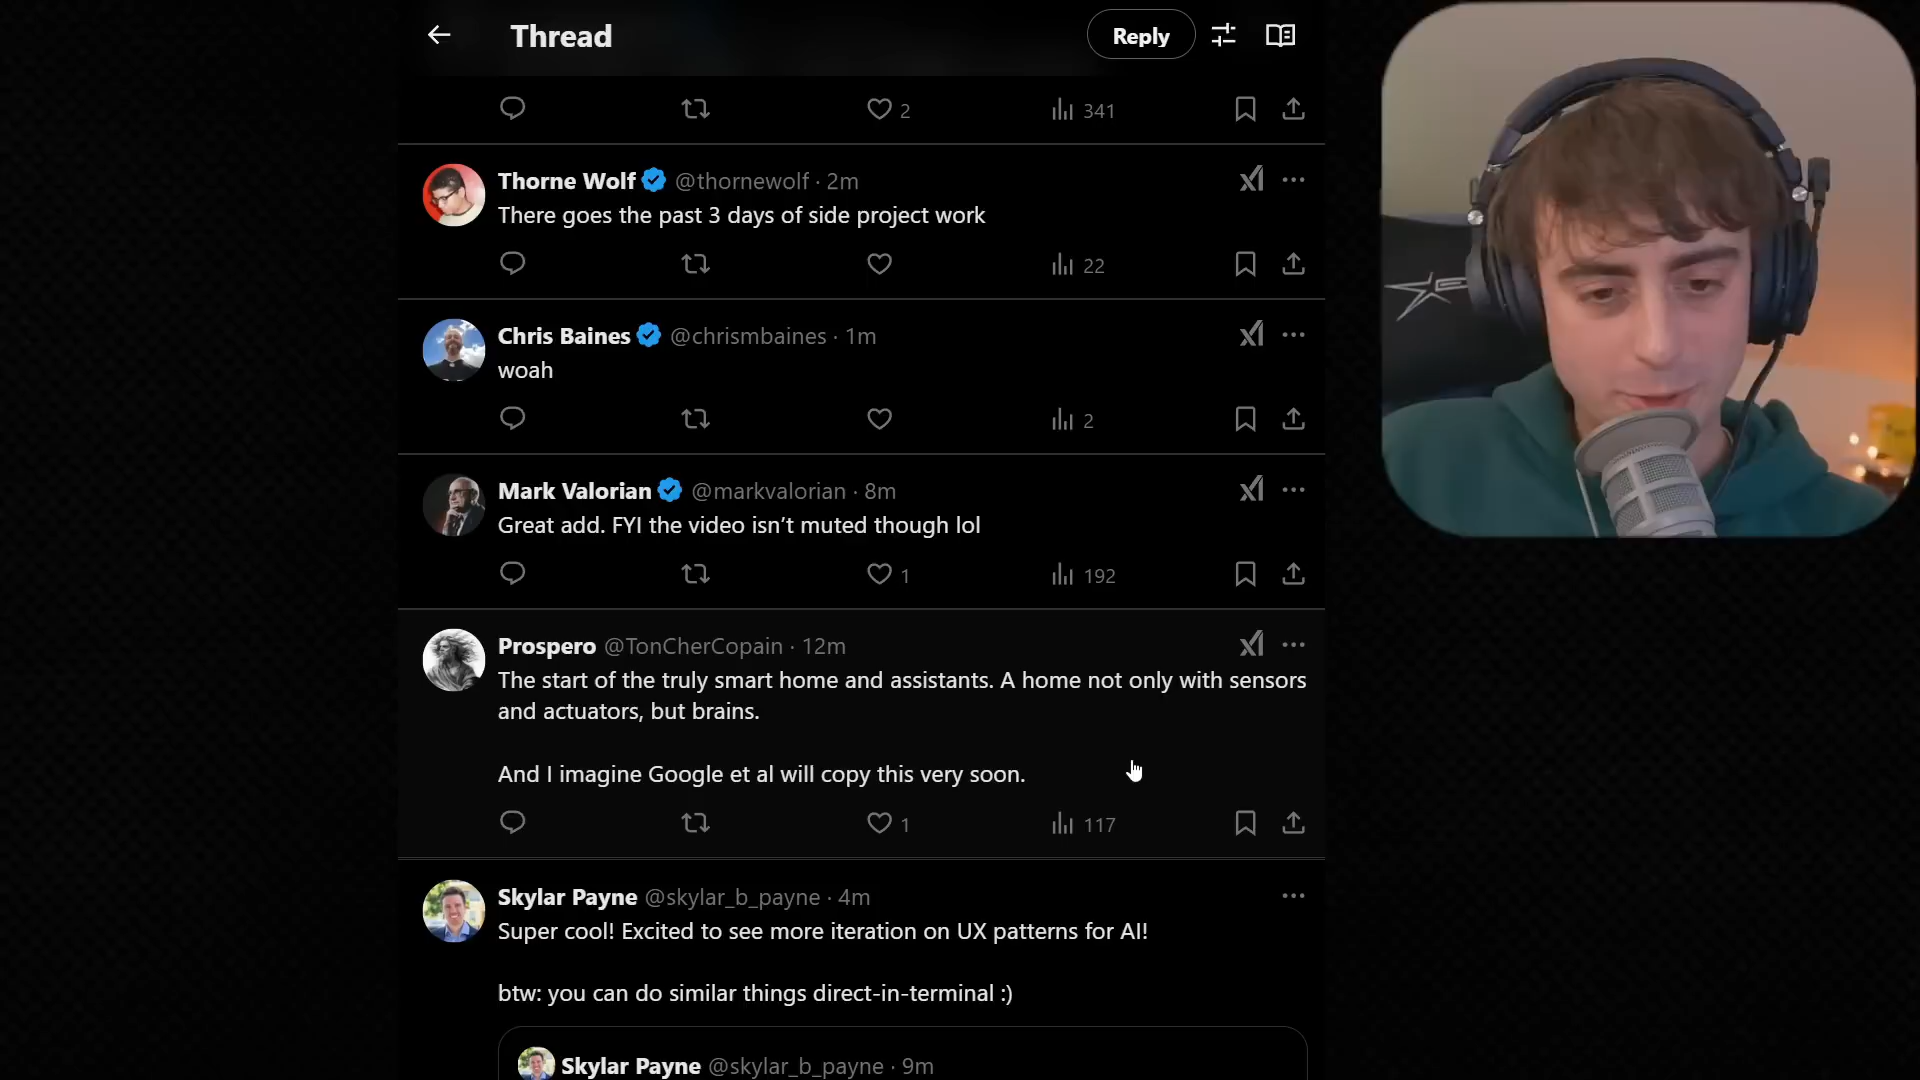 Thread
Reply
2
341
Thorne Wolf @thornewolf · 2m
There goes the past 3 days of side project work
22
Chris Baines @chrismbaines · 1m
woah
2
Mark Valorian @markvalorian · 8m
Great add. FYI the video isn’t muted though lol
1
192
Prospero @TonCherCopain · 12m
The start of the truly smart home and assistants. A home not only with sensors
and actuators, but brains.
And I imagine Google et al will copy this very soon.
1
117
Skylar Payne @skylar_b_payne · 4m
Super cool! Excited to see more iteration on UX patterns for AI!
btw: you can do similar things direct-in-terminal :)
Skylar Payne @skylar_b_payne · 9m